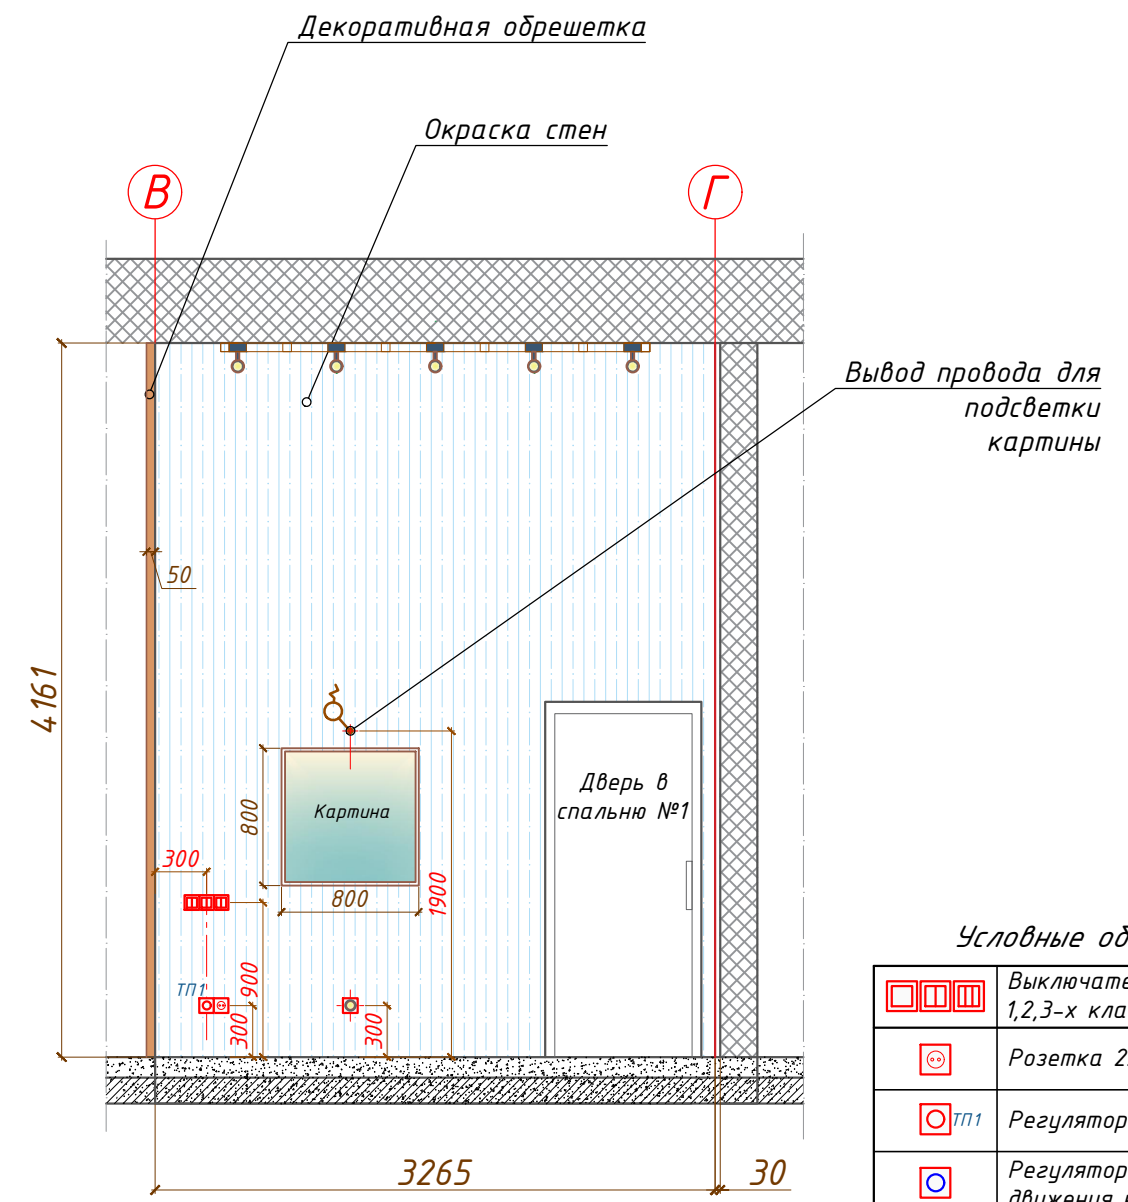 Декоративная обрешетка
Окраска стен
В
Г
Вывод провода для
подсветки
картины
50
4161
Дверь в
спальню №1
Картина
800
800
300
1900
900
ТП1
300
300
3265
30
Условные об
1,2,3-х кла
Розетка 2
ТП1
Регулятор
Регулятор
движения